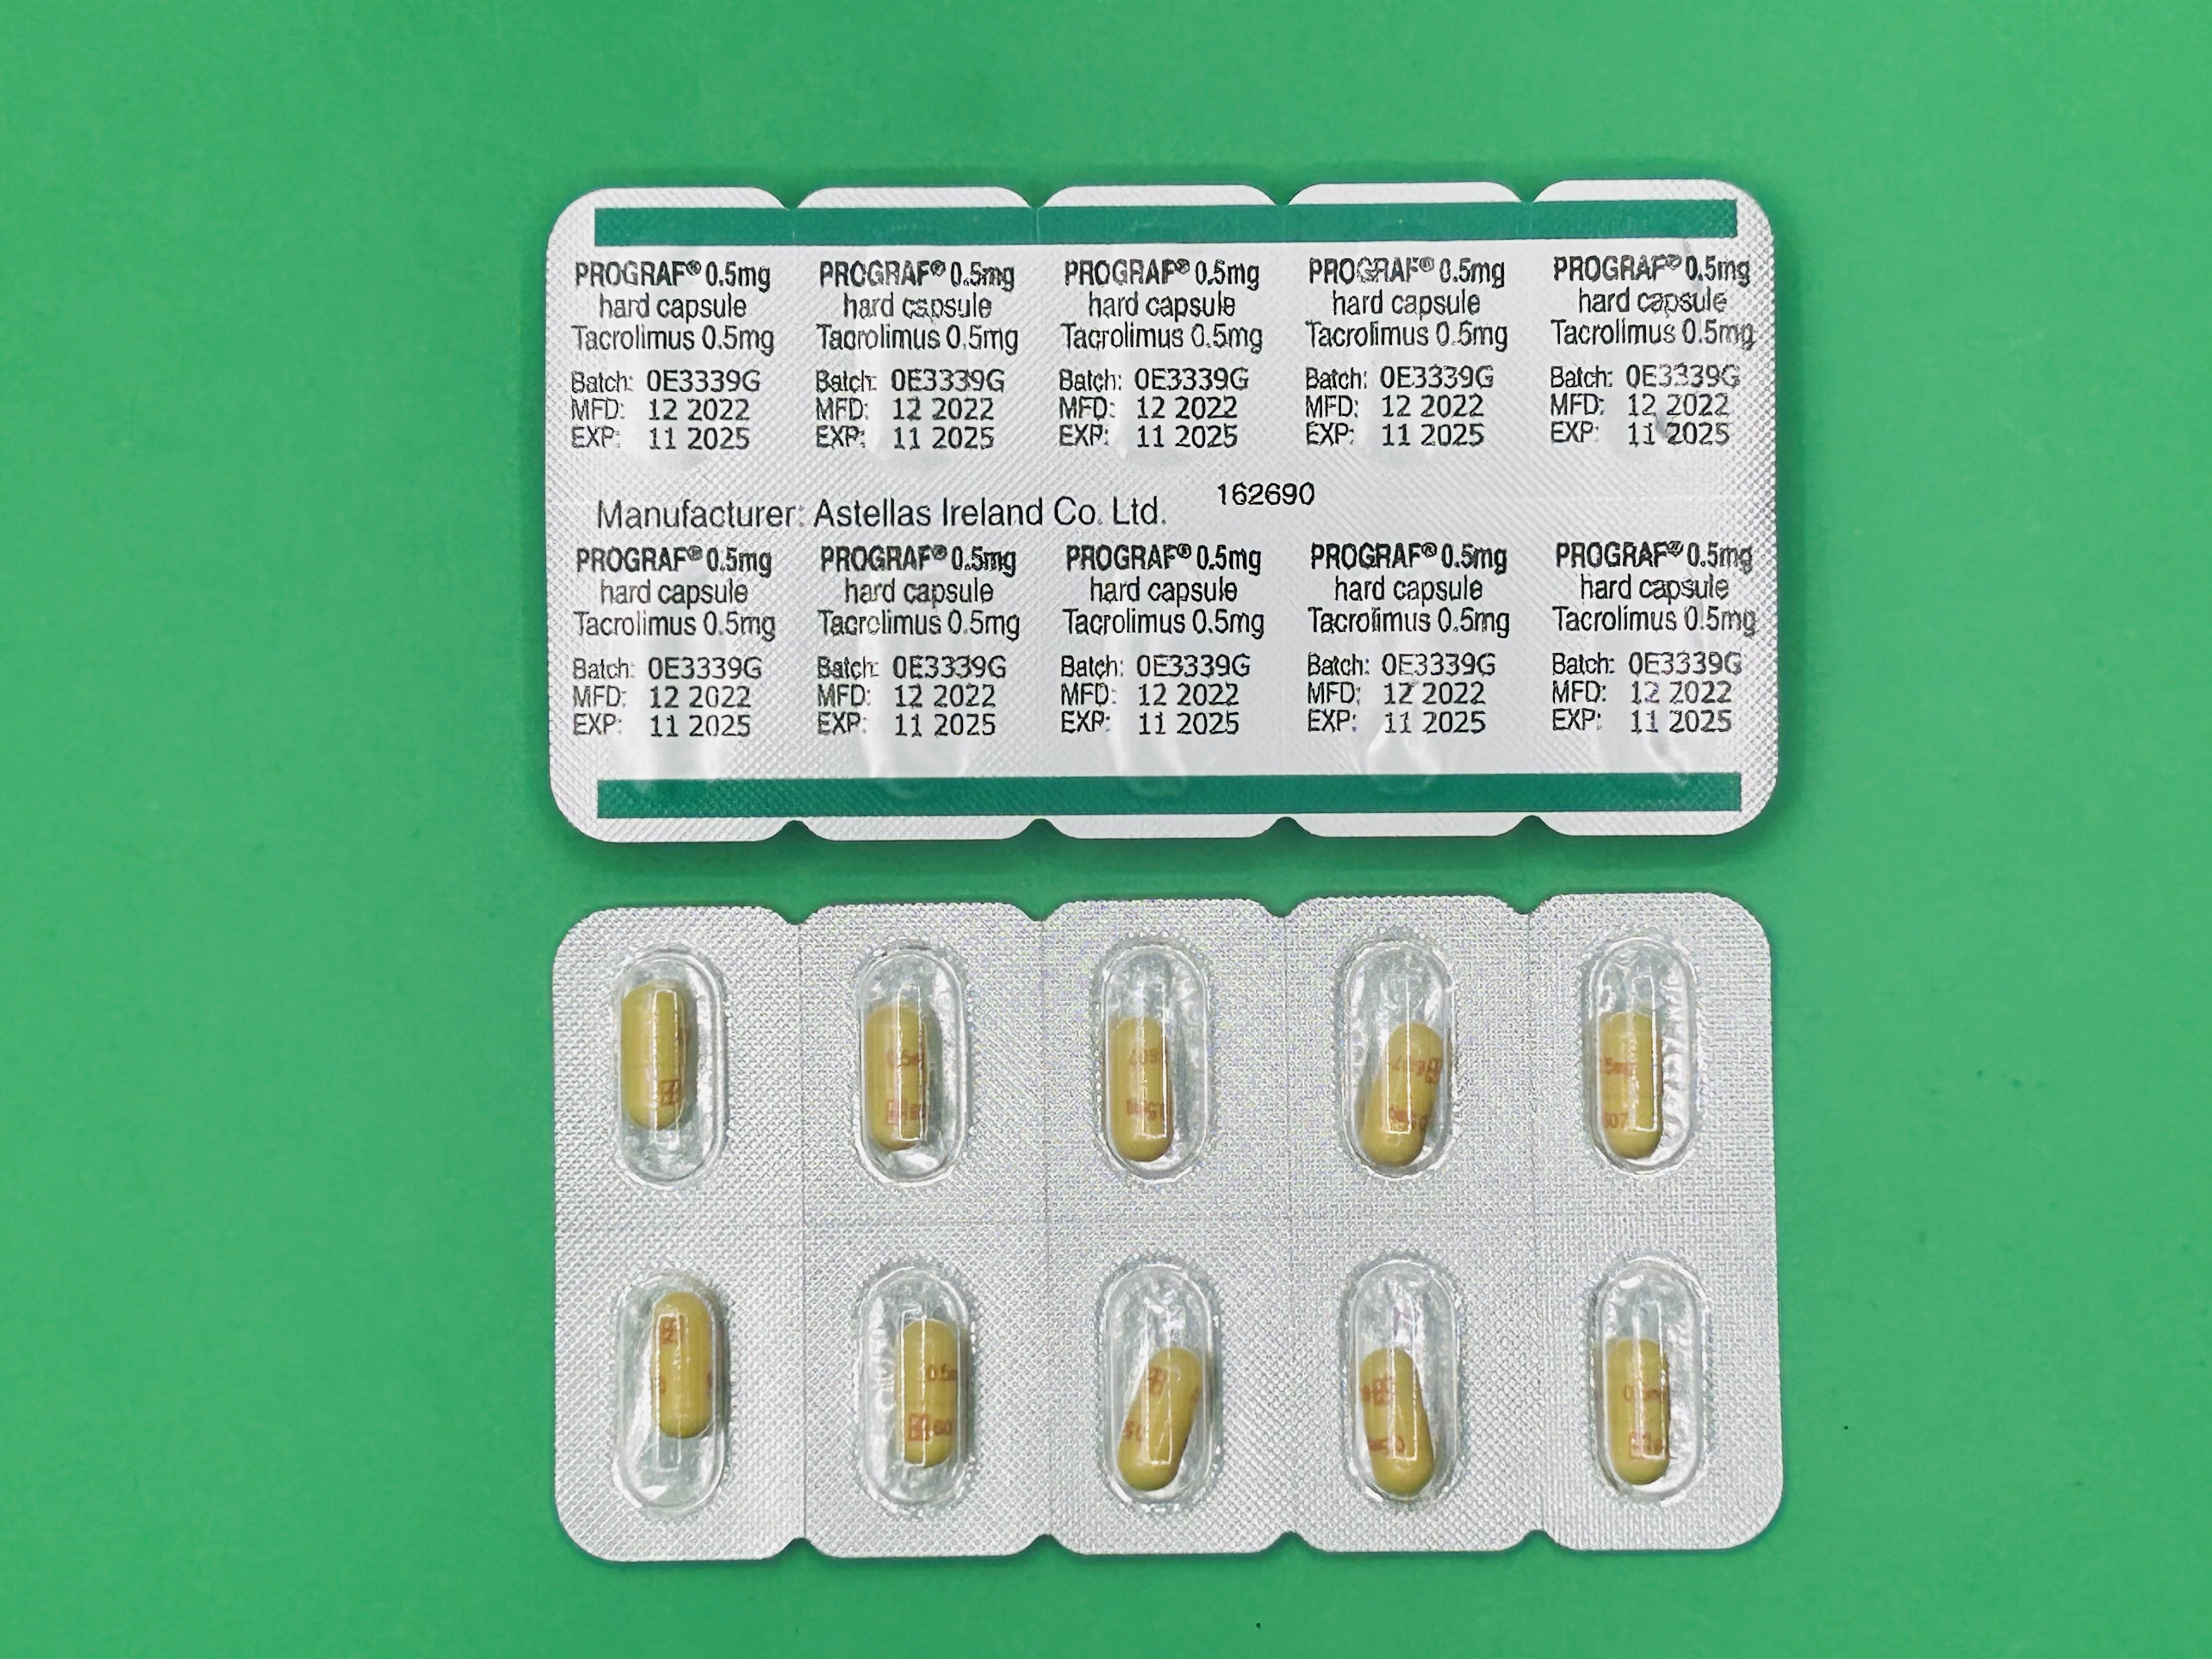 PROGRAF® 0.5mg PROGRAF® 0.5mg PROGRAF® 0.5mg PROGRAF® 0.5mg PROGRAF® 0.5mg
hard capsule hard capsule hard capsule hard capsule hard capsule
Tacrolimus 0.5mg Tacrolimus 0.5mg Tacrolimus 0.5mg Tacrolimus 0.5mg Tacrolimus 0.5mg
Batch: 0E3339G Batch: 0E3339G Batch: 0E3339G Batch: 0E3339G Batch: 0E3339G
MFD: 12 2022 MFD: 12 2022 MFD: 12 2022 MFD: 12 2022 MFD: 12 2022
EXP: 11 2025 EXP: 11 2025 EXP: 11 2025 EXP: 11 2025 EXP: 11 2025
Manufacturer: Astellas Ireland Co. Ltd. 162690
PROGRAF® 0.5mg PROGRAF® 0.5mg PROGRAF® 0.5mg PROGRAF® 0.5mg PROGRAF® 0.5mg
hard capsule hard capsule hard capsule hard capsule hard capsule
Tacrolimus 0.5mg Tacrolimus 0.5mg Tacrolimus 0.5mg Tacrolimus 0.5mg Tacrolimus 0.5mg
Batch: 0E3339G Batch: 0E3339G Batch: 0E3339G Batch: 0E3339G Batch: 0E3339G
MFD: 12 2022 MFD: 12 2022 MFD: 12 2022 MFD: 12 2022 MFD: 12 2022
EXP: 11 2025 EXP: 11 2025 EXP: 11 2025 EXP: 11 2025 EXP: 11 2025